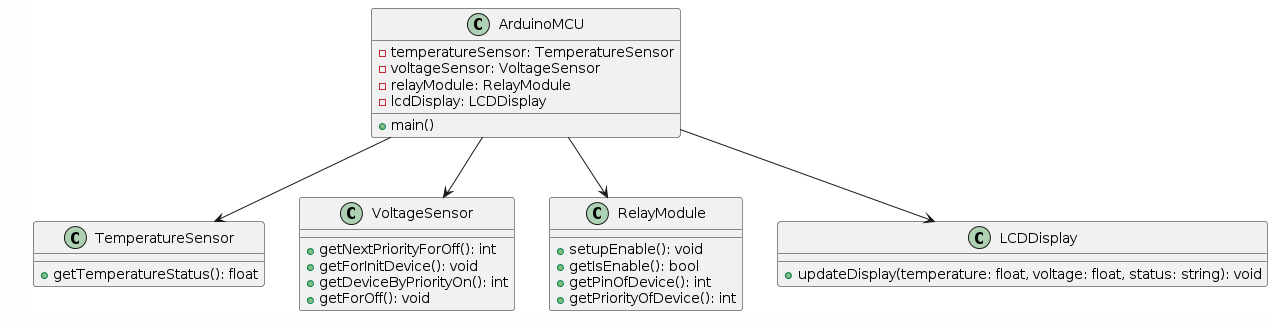 C ArduinoMCU
temperatureSensor: TemperatureSensor
voltageSensor: VoltageSensor
relayModule: RelayModule
lcdDisplay: LCDDisplay
main()
C TemperatureSensor
getTemperatureStatus(): float
C VoltageSensor
getNextPriorityForOff(): int
getForInitDevice(): void
getDeviceByPriorityOn(): int
getForOff(): void
C RelayModule
setupEnable(): void
getIsEnable(): bool
getPinOfDevice(): int
getPriorityOfDevice(): int
C LCDDisplay
updateDisplay(temperature: float, voltage: float, status: string): void